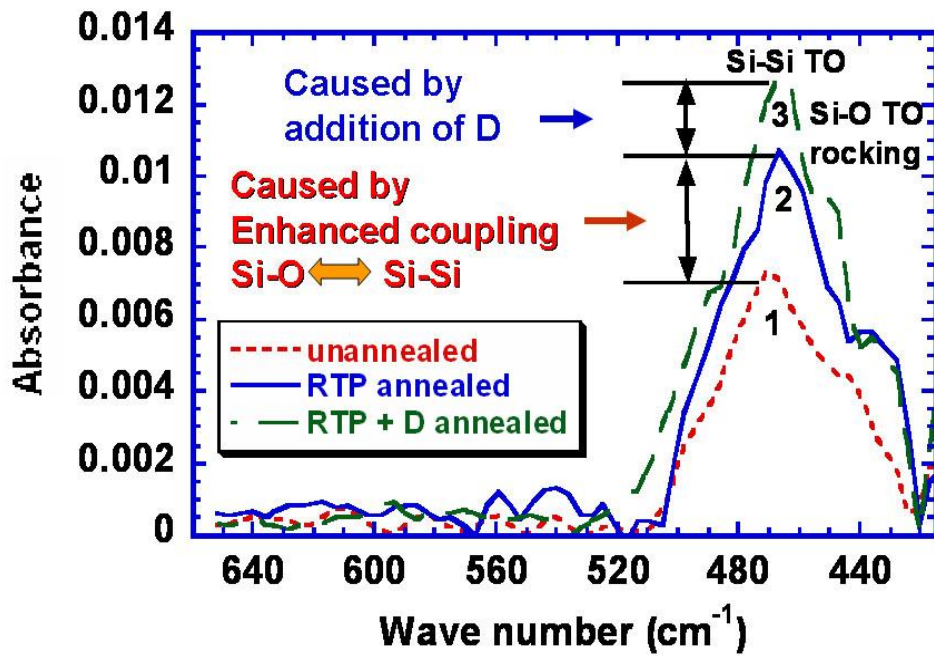 0.014
0.012
0.01
0.008
0.006
0.004
0.002
0
Absorbance
Caused by
addition of D
Caused by
Enhanced coupling
Si-O Si-Si
Si-Si TO
3 Si-O TO
rocking
2
1
unannealed
RTP annealed
RTP + D annealed
640 600 560 520 480 440
Wave number (cm⁻¹)